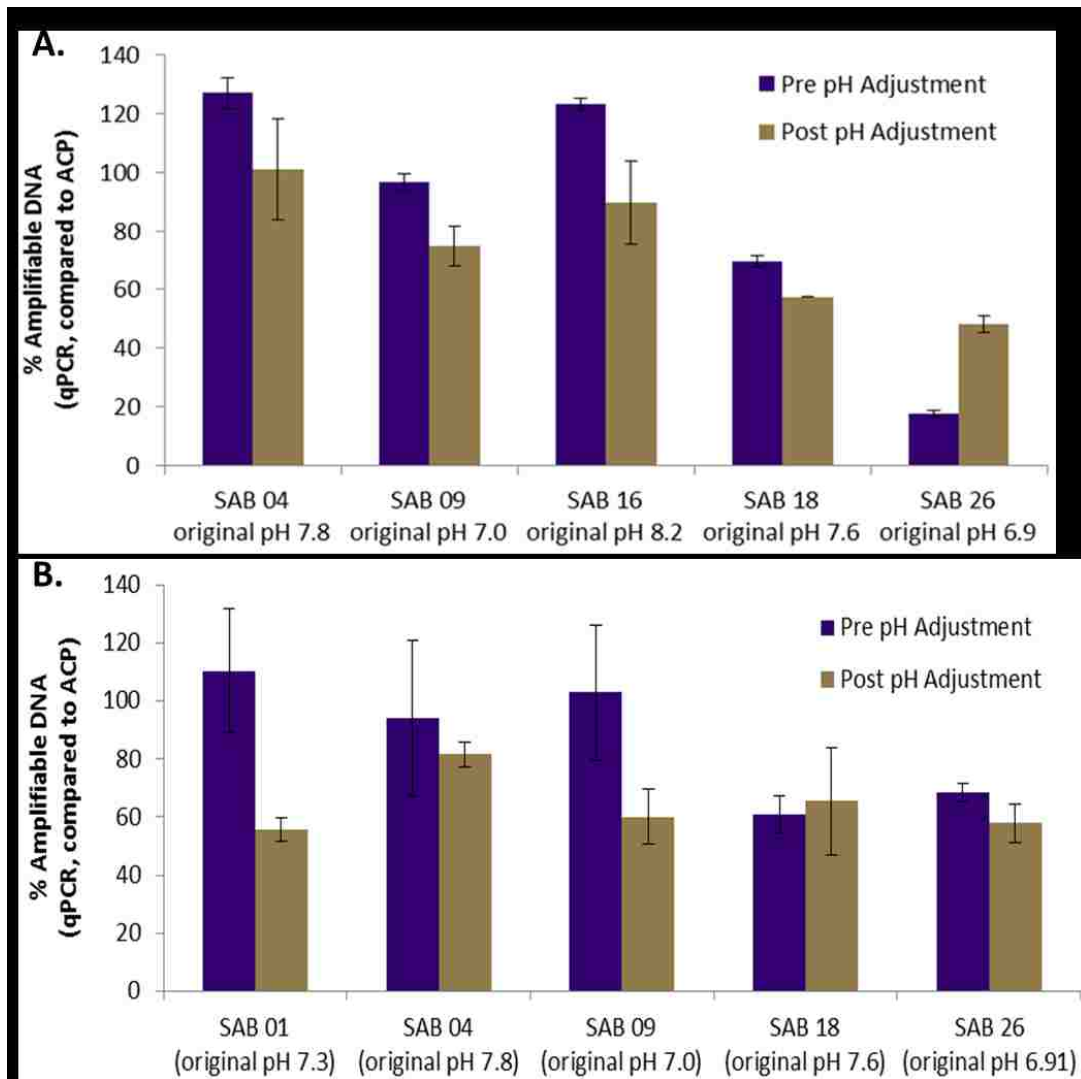 A.
% Amplifiable DNA
(qPCR, compared to ACP)
140
120
100
80
60
40
20
0
Pre pH Adjustment
Post pH Adjustment
SAB 04
original pH 7.8
SAB 09
original pH 7.0
SAB 16
original pH 8.2
SAB 18
original pH 7.6
SAB 26
original pH 6.9
B.
% Amplifiable DNA
(qPCR, compared to ACP)
140
120
100
80
60
40
20
0
Pre pH Adjustment
Post pH Adjustment
SAB 01
(original pH 7.3)
SAB 04
(original pH 7.8)
SAB 09
(original pH 7.0)
SAB 18
(original pH 7.6)
SAB 26
(original pH 6.91)